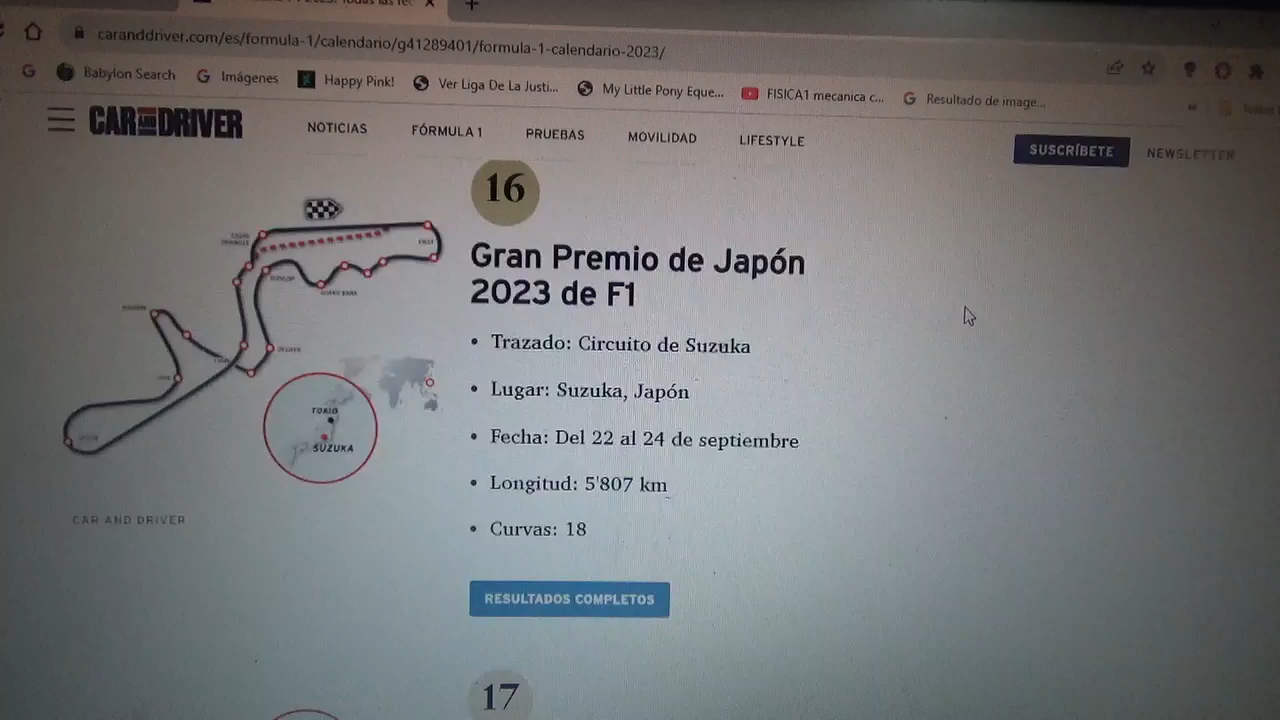 caranddriver.com/es/formula-1/calendario/g41289401/formula-1-calendario-2023/
Babylon Search
Imágenes
Happy Pink!
Ver Liga De La Justi...
My Little Pony Eque...
FISICA1 mecanica c...
Resultado de image...
CAR AND DRIVER
NOTICIAS
FÓRMULA 1
PRUEBAS
MOVILIDAD
LIFESTYLE
SUSCRÍBETE
NEWSLETTER
16
Gran Premio de Japón
2023 de F1
• Trazado: Circuito de Suzuka
• Lugar: Suzuka, Japón
• Fecha: Del 22 al 24 de septiembre
• Longitud: 5'807 km
• Curvas: 18
TOKIO
SUZUKA
CAR AND DRIVER
RESULTADOS COMPLETOS
17